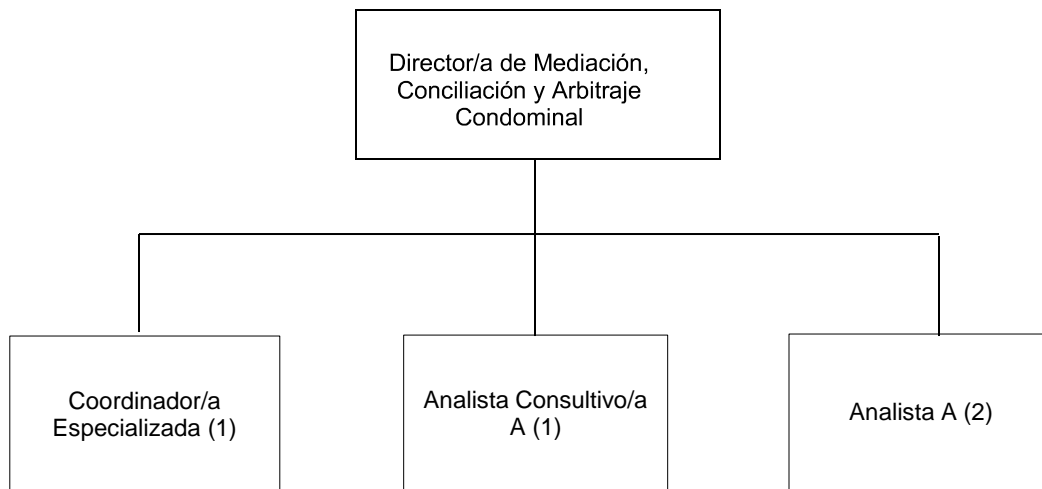 Director/a de Mediación,
Conciliación y Arbitraje
Condominal
Coordinador/a
Especializada (1)
Analista Consultivo/a
A (1)
Analista A (2)